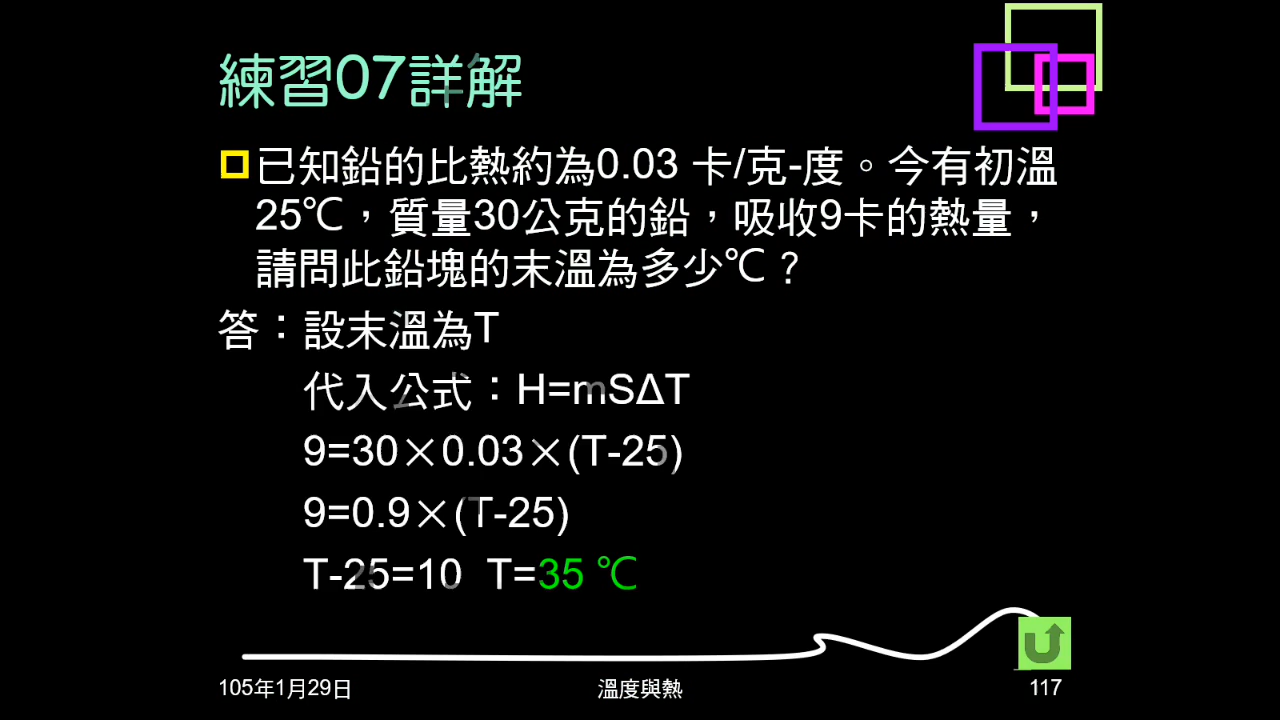 練習07詳解
已知鉛的比熱約為0.03 卡/克-度。今有初溫
25℃，質量30公克的鉛，吸收9卡的熱量，
請問此鉛塊的末溫為多少℃？
答：設末溫為T
代入公式：H=mSΔT
9=30×0.03×(T-25)
9=0.9×(T-25)
T-25=10 T=35 ℃
105年1月29日
溫度與熱
117